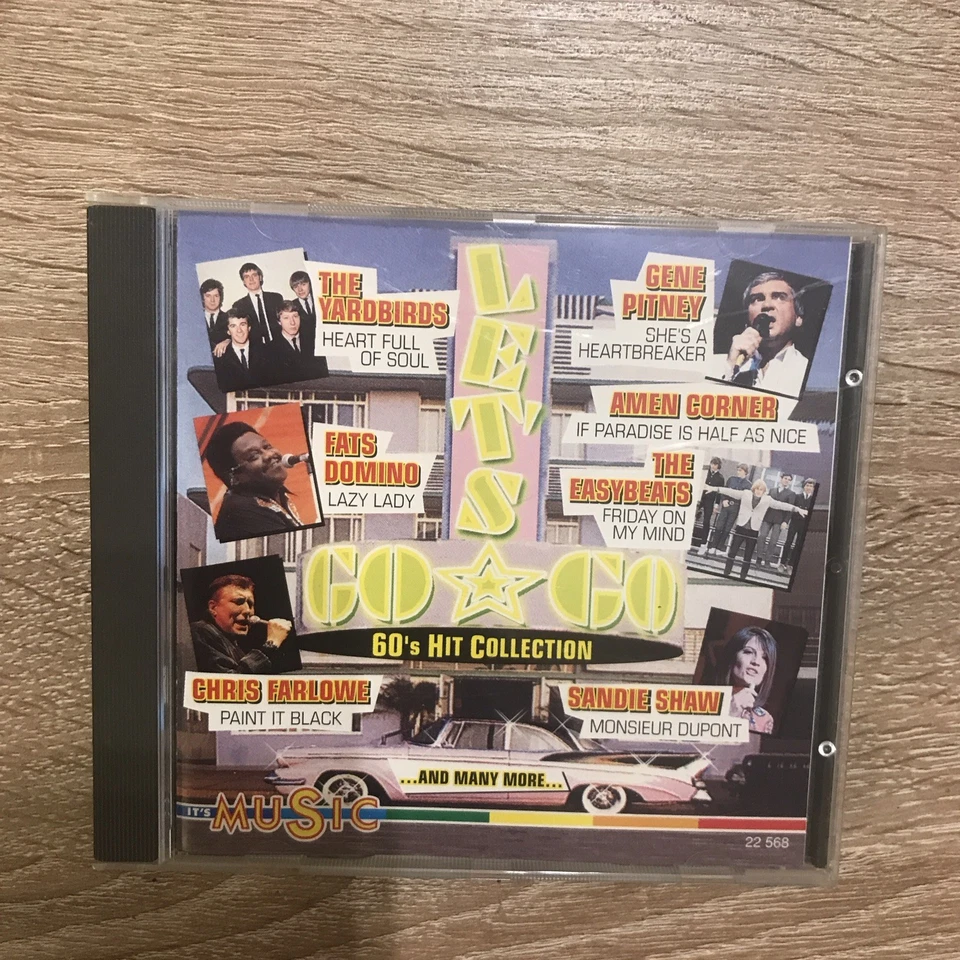 THE
YARDBIRDS
HEART FULL
OF SOUL
FATS
DOMINO
LAZY LADY
CHRIS FARLOWE
PAINT IT BLACK
LETS
GO GO
60's HIT COLLECTION
GENE
PITNEY
SHE'S A
HEARTBREAKER
AMEN CORNER
IF PARADISE IS HALF AS NICE
THE
EASYBEATS
FRIDAY ON
MY MIND
SANDIE SHAW
MONSIEUR DUPONT
...AND MANY MORE...
IT'S MUSIC
22 568